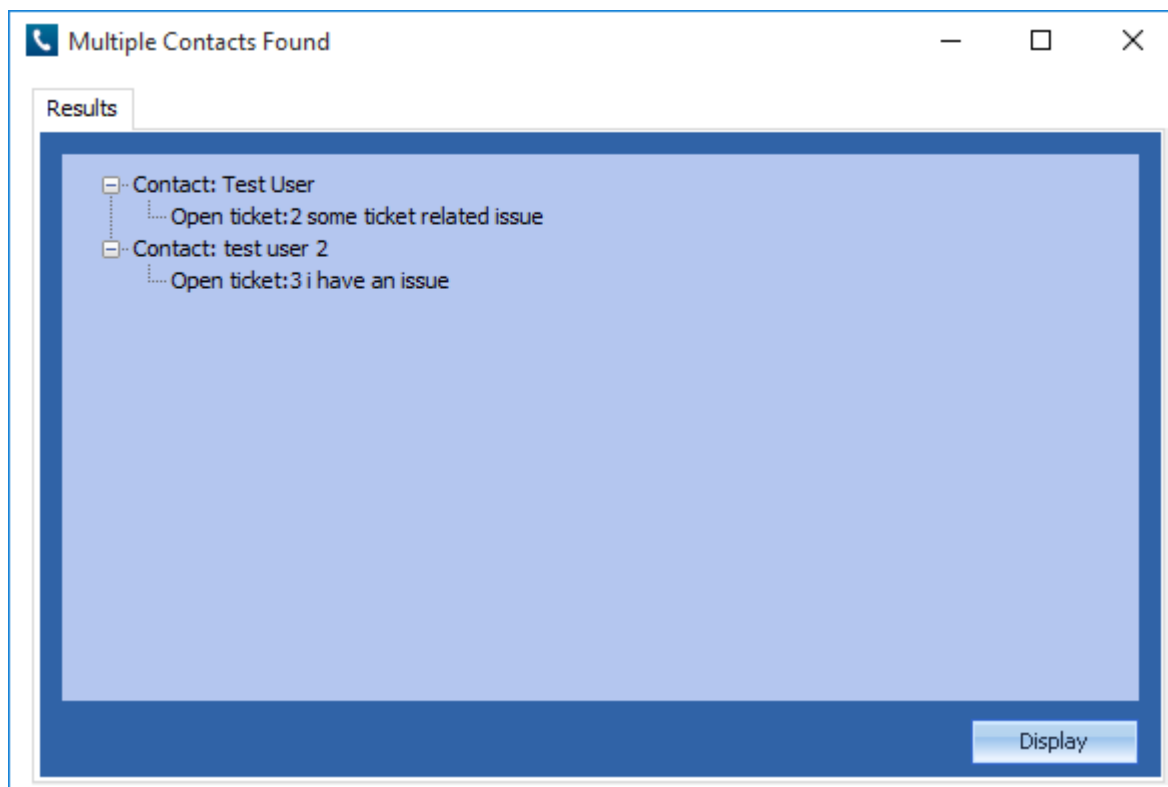 Multiple Contacts Found
Results
Contact: Test User
Open ticket:2 some ticket related issue
Contact: test user 2
Open ticket:3 i have an issue
Display